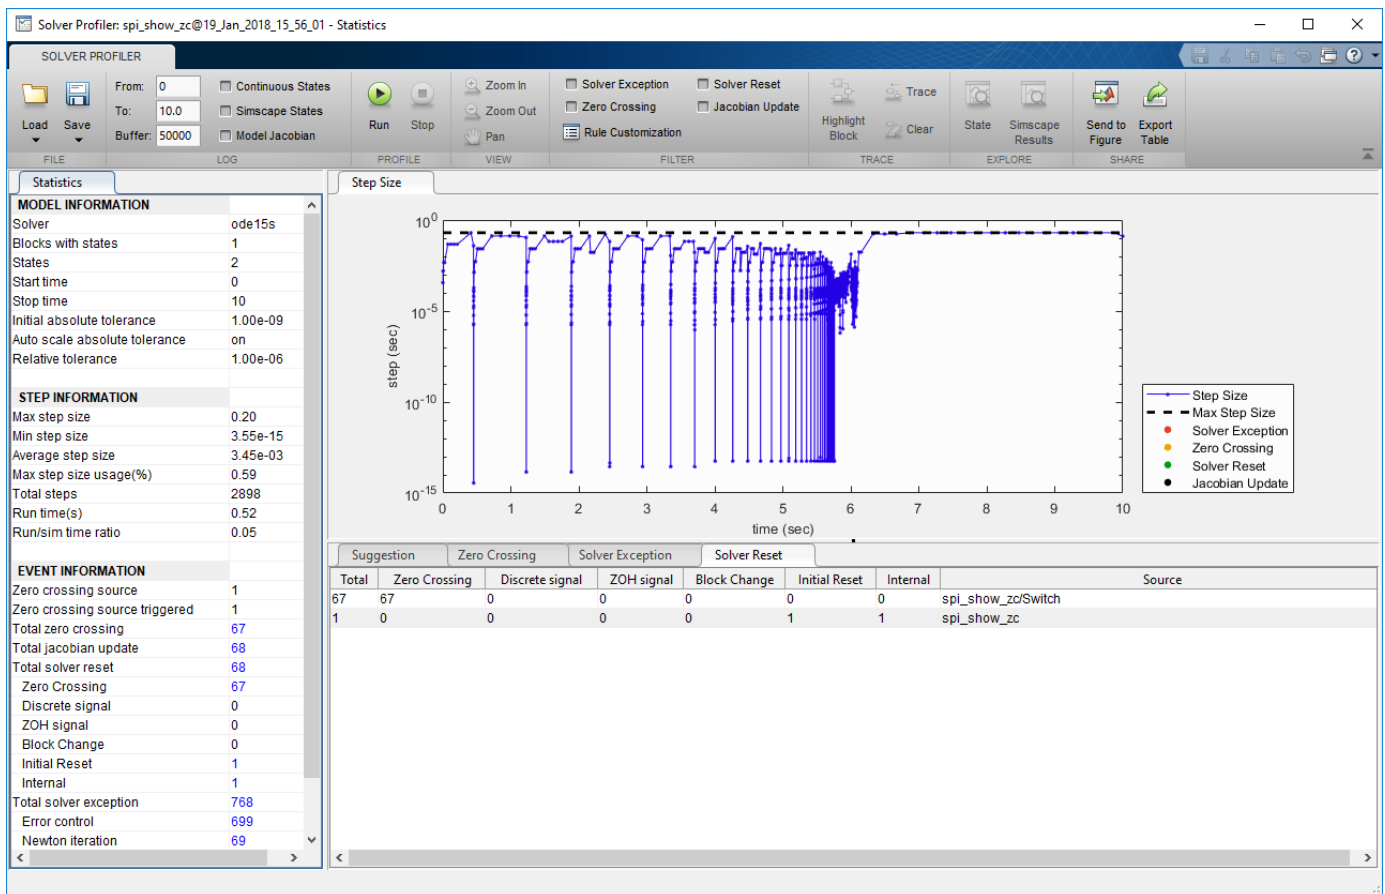 Solver Profiler: spi_show_zc@19_Jan_2018_15_56_01 - Statistics
SOLVER PROFILER
From: 0
To: 10.0
Buffer: 50000
Continuous States
Simscape States
Model Jacobian
Load
Save
Run
Stop
Zoom In
Zoom Out
Pan
Solver Exception
Solver Reset
Zero Crossing
Jacobian Update
Rule Customization
Highlight Block
Trace
Clear
State
Simscape Results
Send to Figure
Export Table
FILE LOG PROFILE VIEW FILTER TRACE EXPLORE SHARE
Statistics
MODEL INFORMATION
Solver ode15s
Blocks with states 1
States 2
Start time 0
Stop time 10
Initial absolute tolerance 1.00e-09
Auto scale absolute tolerance on
Relative tolerance 1.00e-06
STEP INFORMATION
Max step size 0.20
Min step size 3.55e-15
Average step size 3.45e-03
Max step size usage(%) 0.59
Total steps 2898
Run time(s) 0.52
Run/sim time ratio 0.05
EVENT INFORMATION
Zero crossing source 1
Zero crossing source triggered 1
Total zero crossing 67
Total jacobian update 68
Total solver reset 68
Zero Crossing 67
Discrete signal 0
ZOH signal 0
Block Change 0
Initial Reset 1
Internal 1
Total solver exception 768
Error control 699
Newton iteration 69
Step Size
10^0
10^-5
10^-10
10^-15
step (sec)
0 1 2 3 4 5 6 7 8 9 10
time (sec)
Step Size
Max Step Size
Solver Exception
Zero Crossing
Solver Reset
Jacobian Update
Suggestion Zero Crossing Solver Exception Solver Reset
Total Zero Crossing Discrete signal ZOH signal Block Change Initial Reset Internal Source
67 67 0 0 0 0 0 spi_show_zc/Switch
1 0 0 0 0 1 1 spi_show_zc